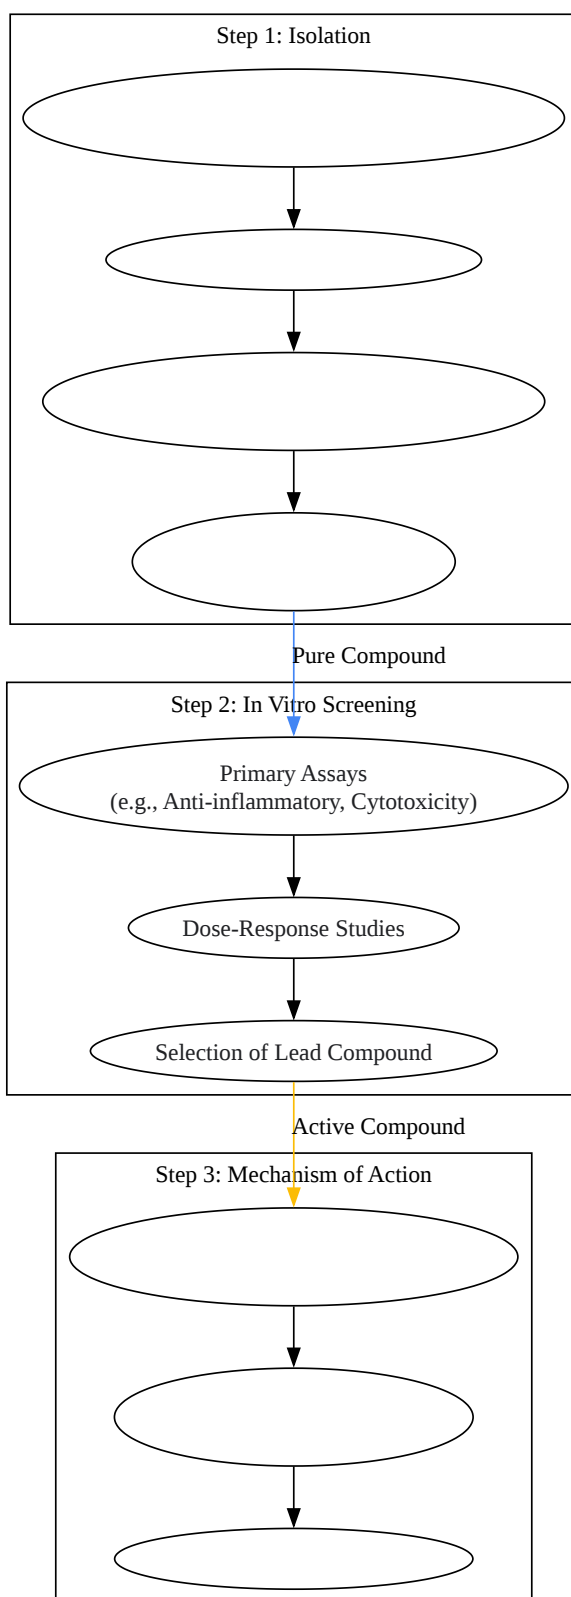 Step 1: Isolation
Pure Compound
Step 2: In Vitro Screening
Primary Assays
(e.g., Anti-inflammatory, Cytotoxicity)
Dose-Response Studies
Selection of Lead Compound
Active Compound
Step 3: Mechanism of Action